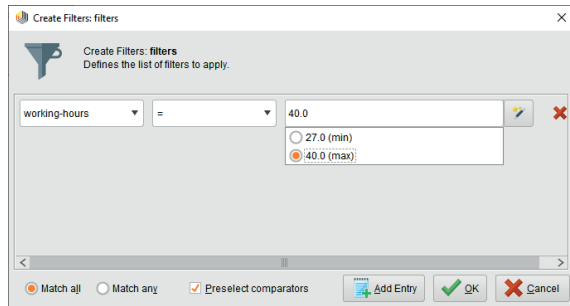 Create Filters: filters
Create Filters: filters
Defines the list of filters to apply.
working-hours = 40.0
27.0 (min)
40.0 (max)
Match all Match any Preselect comparators Add Entry OK Cancel